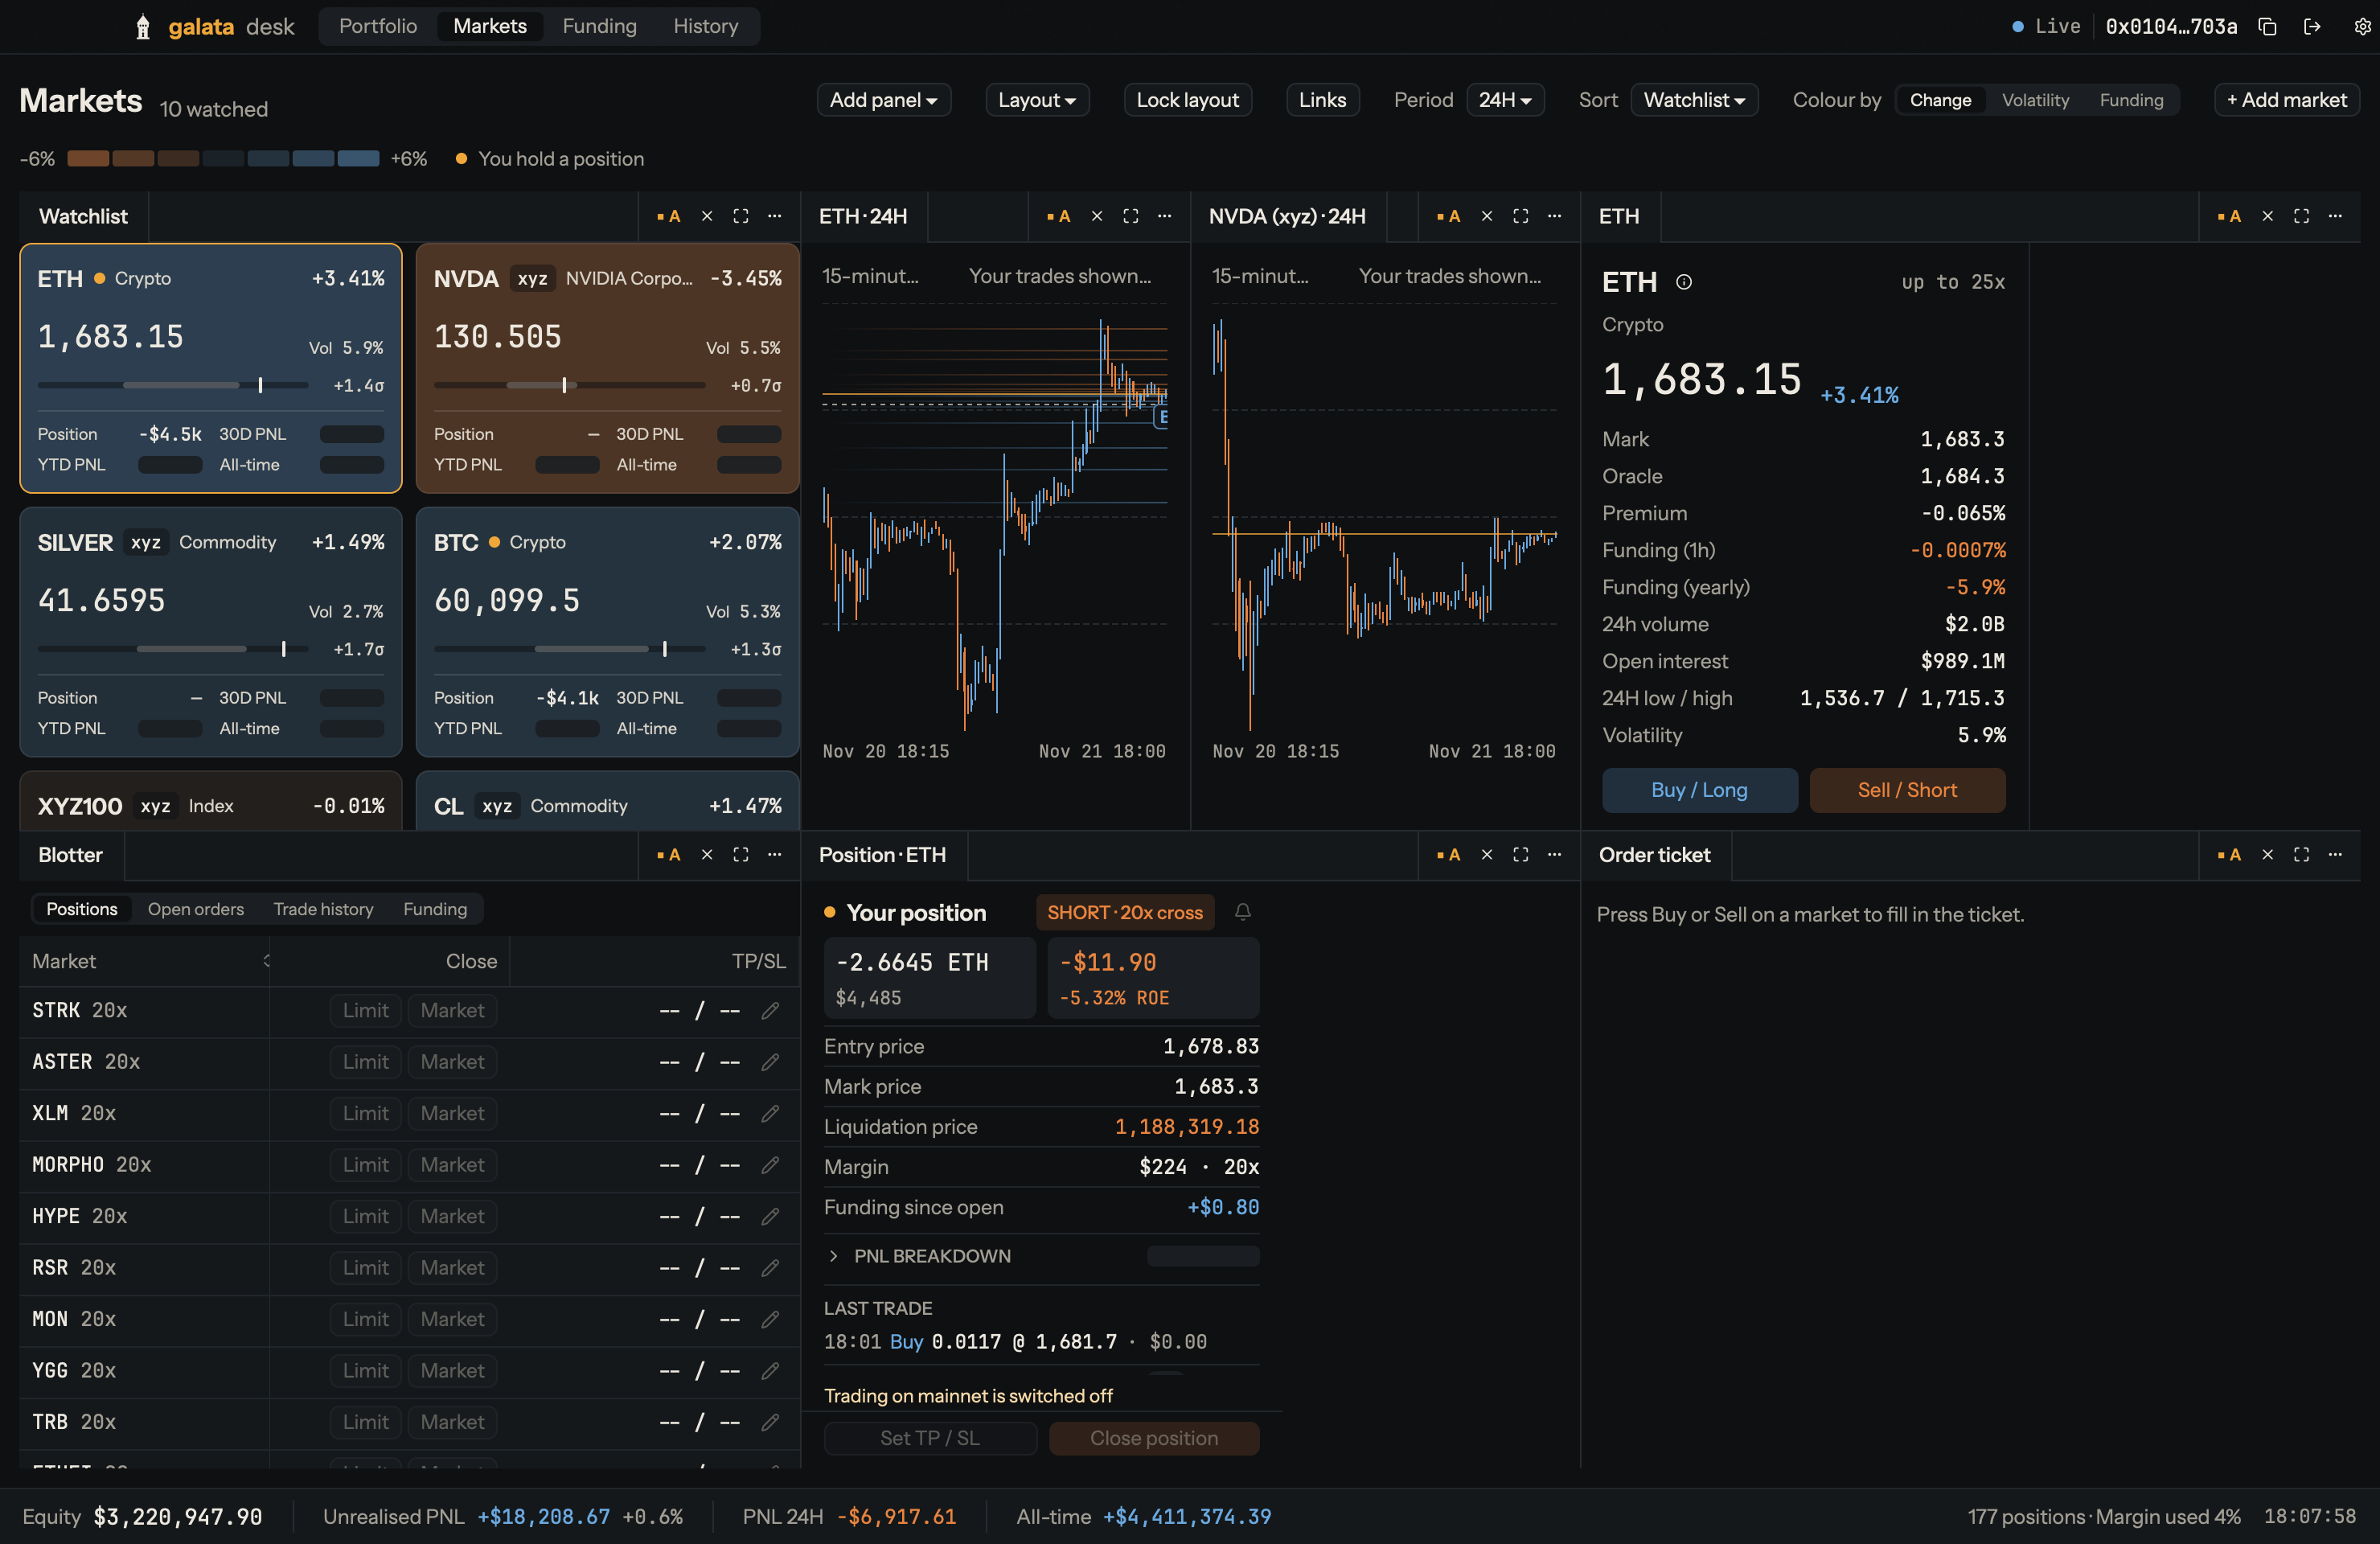 galata desk Portfolio Markets Funding History Live 0x0104…703a
Markets 10 watched Add panel Layout Lock layout Links Period 24H Sort Watchlist Colour by Change Volatility Funding + Add market
-6% +6% You hold a position
Watchlist A
ETH Crypto +3.41%
1,683.15 Vol 5.9%
+1.4σ
Position -$4.5k 30D PNL
YTD PNL All-time
NVDA xyz NVIDIA Corpo... -3.45%
130.505 Vol 5.5%
+0.7σ
Position – 30D PNL
YTD PNL All-time
SILVER xyz Commodity +1.49%
41.6595 Vol 2.7%
+1.7σ
Position – 30D PNL
YTD PNL All-time
BTC Crypto +2.07%
60,099.5 Vol 5.3%
+1.3σ
Position -$4.1k 30D PNL
YTD PNL All-time
XYZ100 xyz Index -0.01%
CL xyz Commodity +1.47%
ETH·24H A
15-minut... Your trades shown...
Nov 20 18:15 Nov 21 18:00
NVDA (xyz)·24H A
15-minut... Your trades shown...
Nov 20 18:15 Nov 21 18:00
ETH A
ETH up to 25x
Crypto
1,683.15 +3.41%
Mark 1,683.3
Oracle 1,684.3
Premium -0.065%
Funding (1h) -0.0007%
Funding (yearly) -5.9%
24h volume $2.0B
Open interest $989.1M
24H low / high 1,536.7 / 1,715.3
Volatility 5.9%
Buy / Long Sell / Short
Blotter A
Positions Open orders Trade history Funding
Market Close TP/SL
STRK 20x Limit Market -- / --
ASTER 20x Limit Market -- / --
XLM 20x Limit Market -- / --
MORPHO 20x Limit Market -- / --
HYPE 20x Limit Market -- / --
RSR 20x Limit Market -- / --
MON 20x Limit Market -- / --
YGG 20x Limit Market -- / --
TRB 20x Limit Market -- / --
Position·ETH A
Your position SHORT·20x cross
-2.6645 ETH -$11.90
$4,485 -5.32% ROE
Entry price 1,678.83
Mark price 1,683.3
Liquidation price 1,188,319.18
Margin $224 · 20x
Funding since open +$0.80
PNL BREAKDOWN
LAST TRADE
18:01 Buy 0.0117 @ 1,681.7 · $0.00
Trading on mainnet is switched off
Set TP / SL Close position
Order ticket A
Press Buy or Sell on a market to fill in the ticket.
Equity $3,220,947.90 Unrealised PNL +$18,208.67 +0.6% PNL 24H -$6,917.61 All-time +$4,411,374.39 177 positions·Margin used 4% 18:07:58